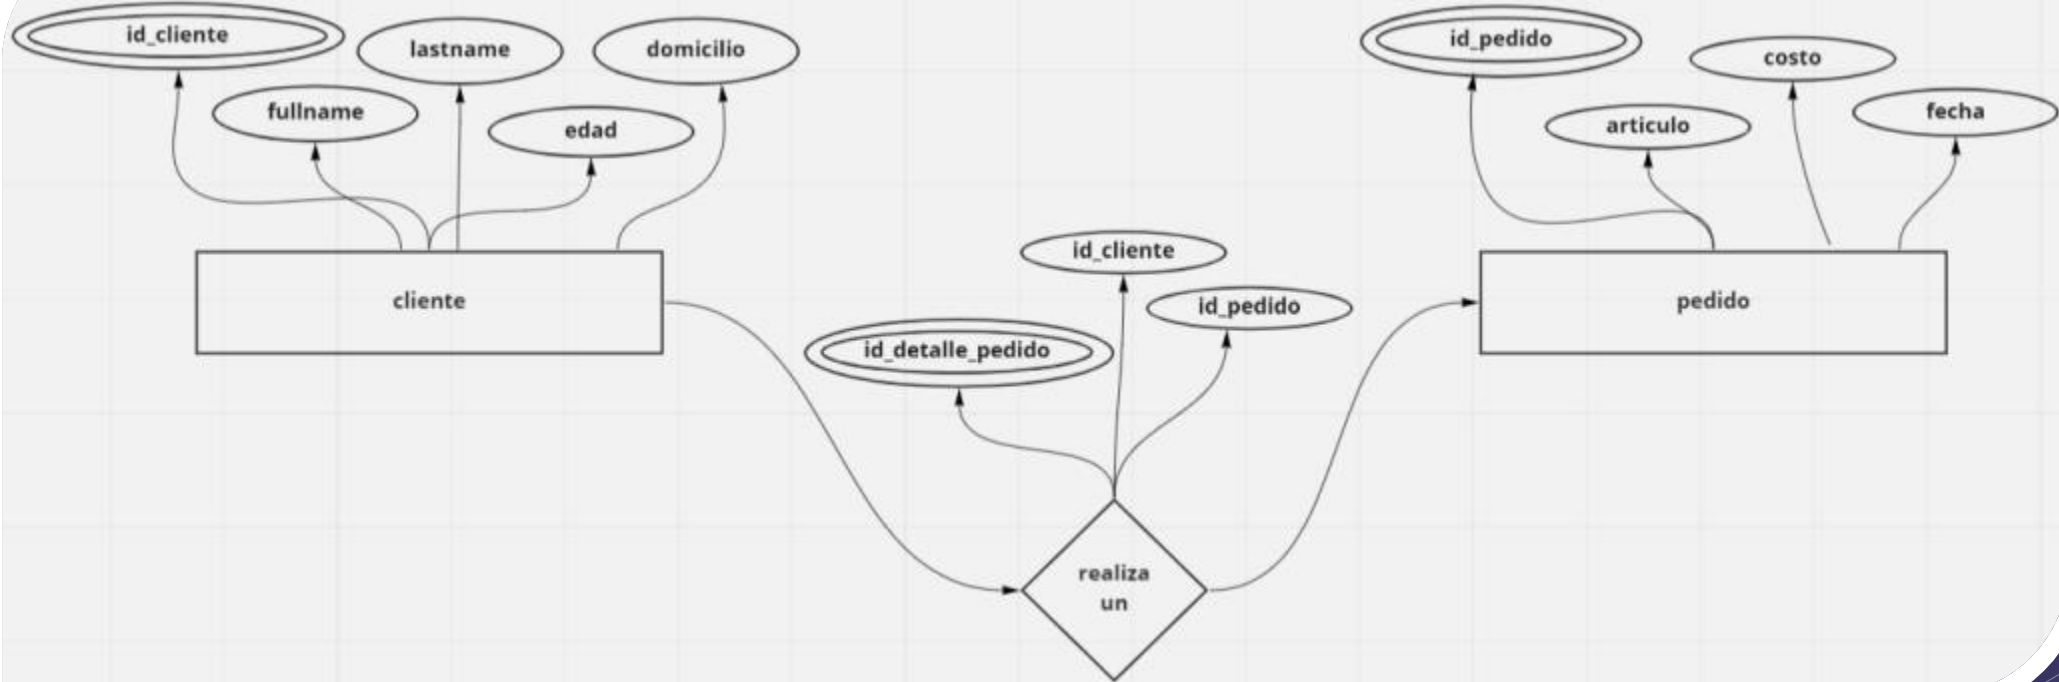 id_cliente
lastname
domicilio
fullname
edad
cliente
id_pedido
costo
articulo
fecha
pedido
id_cliente
id_pedido
id_detalle_pedido
realiza
un